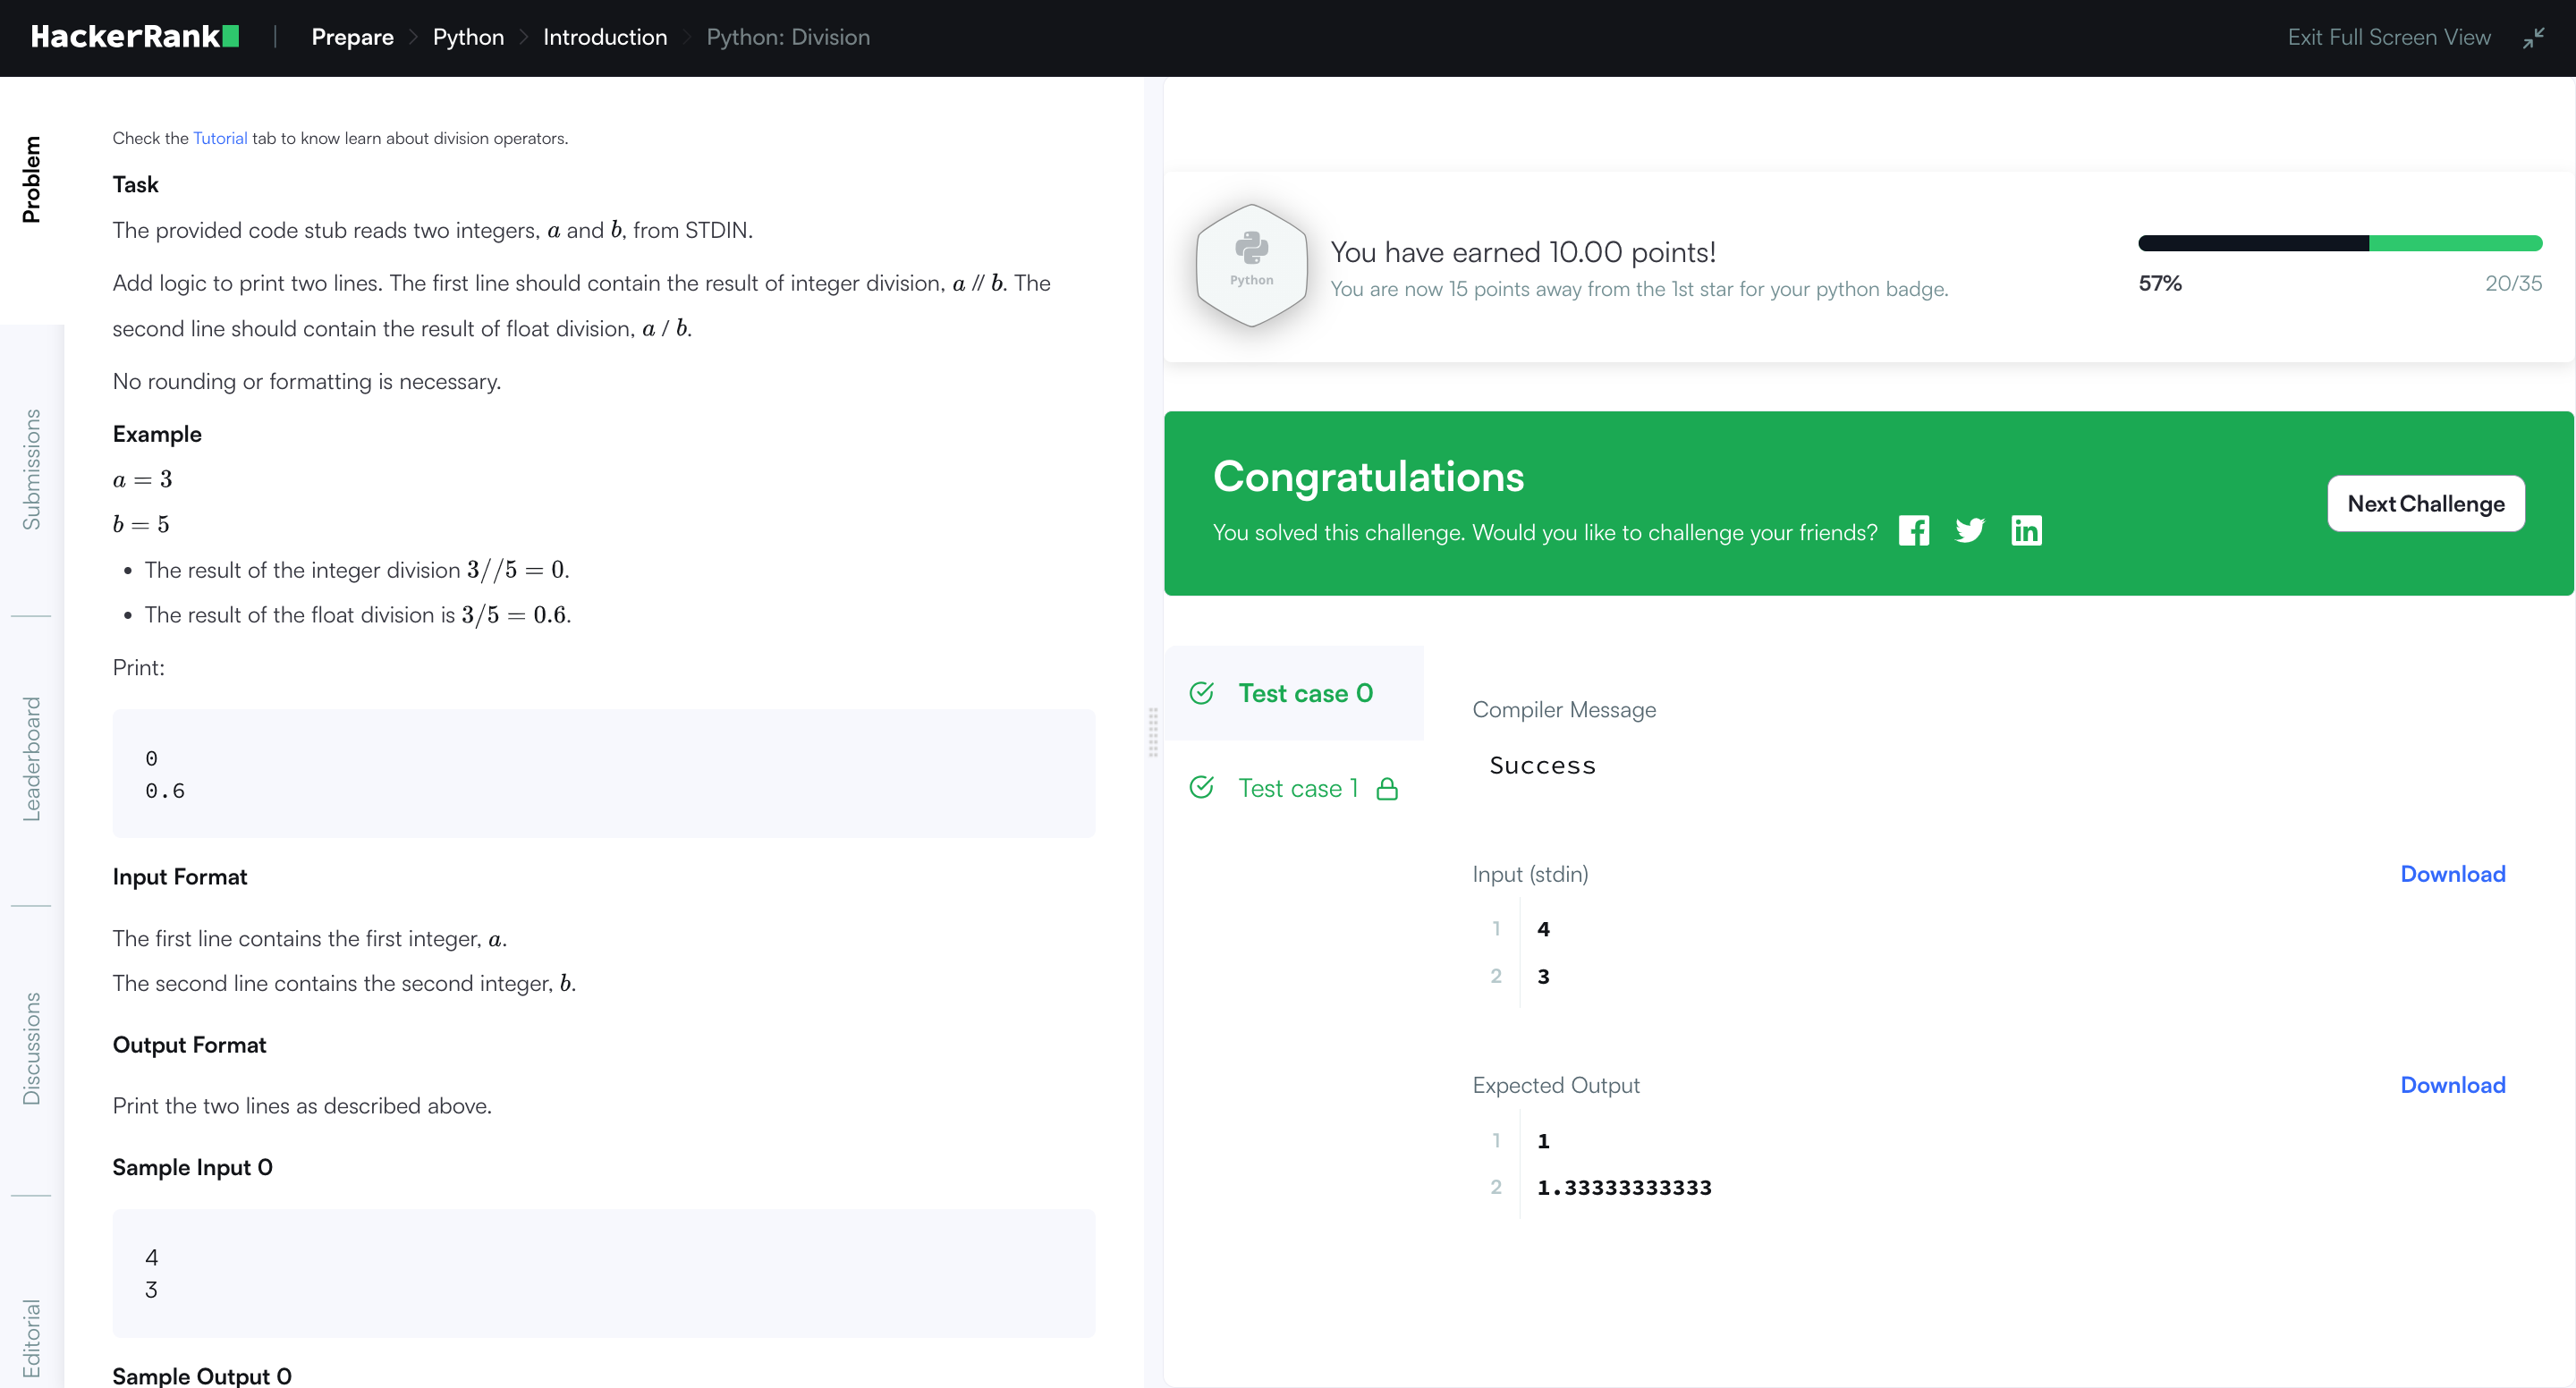 HackerRank
Prepare > Python > Introduction > Python: Division
Exit Full Screen View
Problem
Submissions
Leaderboard
Discussions
Editorial
Check the Tutorial tab to know learn about division operators.
Task
The provided code stub reads two integers, a and b, from STDIN.
Add logic to print two lines. The first line should contain the result of integer division, a // b. The
second line should contain the result of float division, a / b.
No rounding or formatting is necessary.
Example
a = 3
b = 5
• The result of the integer division 3//5 = 0.
• The result of the float division is 3/5 = 0.6.
Print:
0
0.6
Input Format
The first line contains the first integer, a.
The second line contains the second integer, b.
Output Format
Print the two lines as described above.
Sample Input 0
4
3
Sample Output 0
Python
You have earned 10.00 points!
You are now 15 points away from the 1st star for your python badge.
57%
20/35
Congratulations
You solved this challenge. Would you like to challenge your friends?
Next Challenge
Test case 0
Test case 1
Compiler Message
Success
Input (stdin)
Download
1 4
2 3
Expected Output
Download
1 1
2 1.33333333333